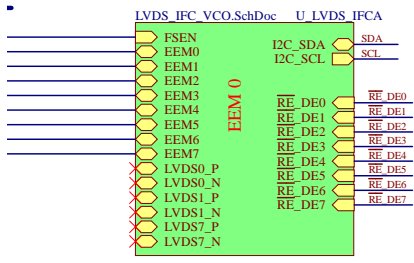 LVDS_IFC_VCO.SchDoc U_LVDS_IFCA
FSEN
EEM0
EEM1
EEM2
EEM3
EEM4
EEM5
EEM6
EEM7
LVDS0_P
LVDS0_N
LVDS1_P
LVDS1_N
LVDS7_P
LVDS7_N
EEM 0
I2C_SDA SDA
I2C_SCL SCL
RE_DE0 RE_DE0
RE_DE1 RE_DE1
RE_DE2 RE_DE2
RE_DE3 RE_DE3
RE_DE4 RE_DE4
RE_DE5 RE_DE5
RE_DE6 RE_DE6
RE_DE7 RE_DE7